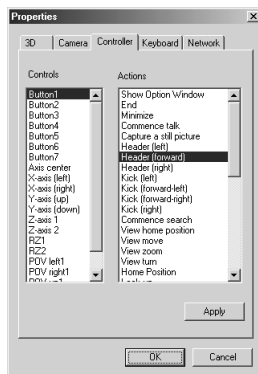 Properties
3D Camera Controller Keyboard Network
Controls
Button1
Button2
Button3
Button4
Button5
Button6
Button7
Axis center
X-axis (left)
X-axis (right)
Y-axis (up)
Y-axis (down)
Z-axis 1
Z-axis 2
RZ1
RZ2
POV left1
POV right1
Actions
Show Option Window
End
Minimize
Commence talk
Capture a still picture
Header (left)
Header (forward)
Header (right)
Kick (left)
Kick (forward-left)
Kick (forward-right)
Kick (right)
Commence search
View home position
View move
View zoom
View turn
Home Position
Apply
OK Cancel